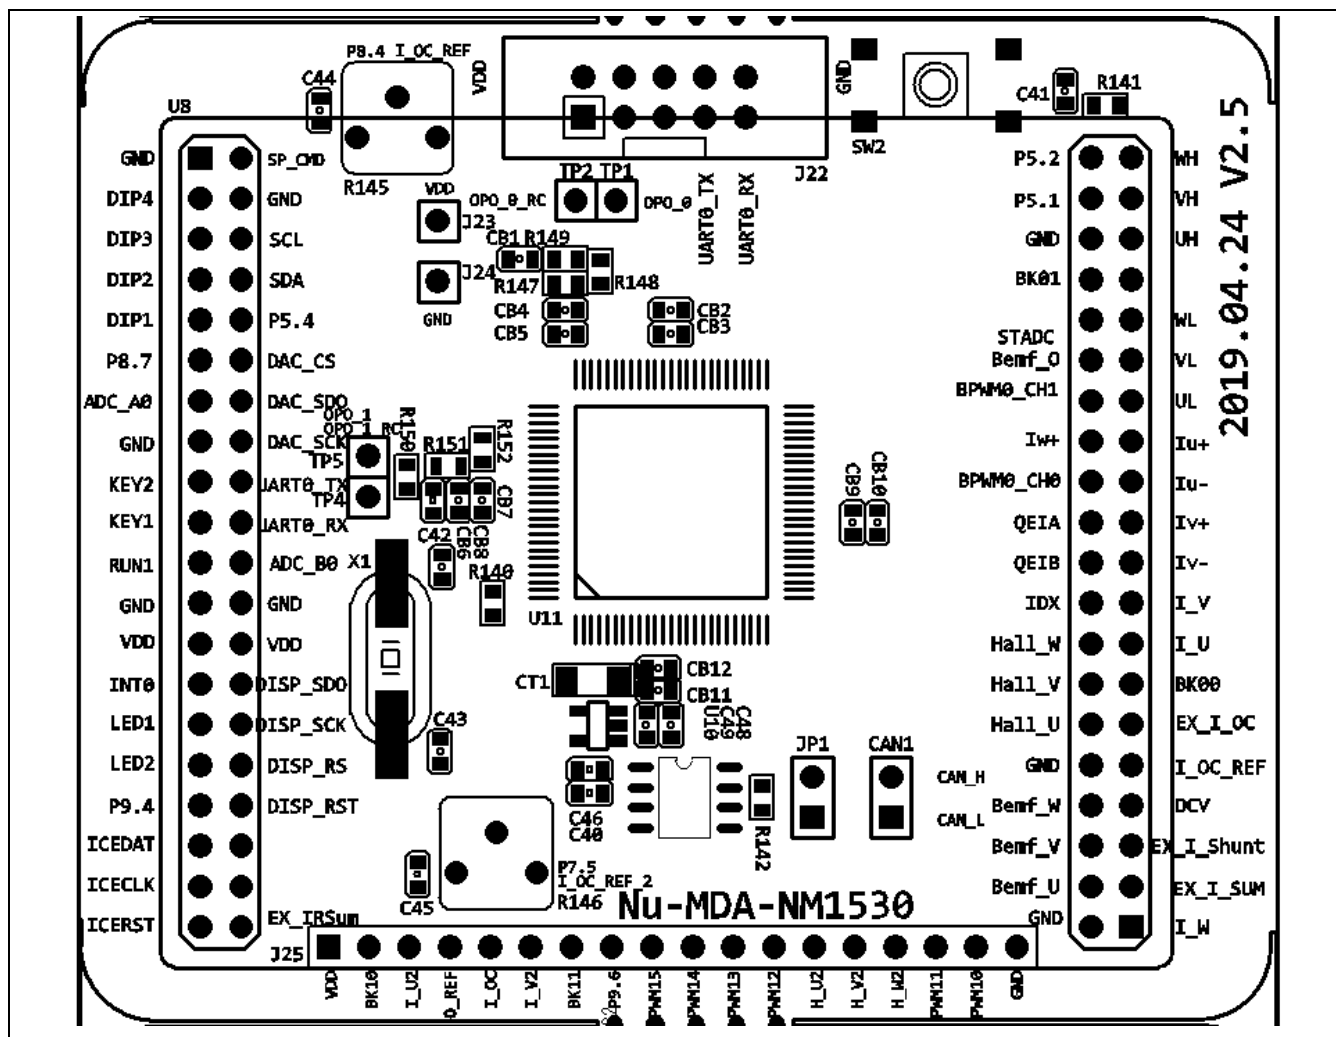 P8.4 I_OC_REF
C44
VDD
GND
C41
R141
U8
SW2
J22
R145
TP2 TP1
VDD
OPO_0_RC
OPO_0
UART0_TX
UART0_RX
J23
CB1 R149
J24
R147
R148
GND
CB4
CB2
CB5
CB3
2019.04.24 V2.5
GND
SP_CMD
DIP4
GND
DIP3
SCL
DIP2
SDA
DIP1
P5.4
P8.7
DAC_CS
ADC_A0
DAC_SDO
GND
DAC_SCK
KEY2
UART0_TX
KEY1
UART0_RX
RUN1
ADC_B0
GND
GND
VDD
VDD
INT0
DISP_SDO
LED1
DISP_SCK
LED2
DISP_RS
P9.4
DISP_RST
ICEDAT
ICECLK
ICERST
EX_IRSum
OPO_1
OPO_1_RC
TP5
TP4
R150
R151
R152
CB7
C42
CB6
CB8
X1
R140
U11
CB9
CB10
P5.2
WH
P5.1
VH
GND
UH
BK01
WL
STADC
Bemf_O
VL
BPWM0_CH1
UL
Iw+
Iu+
BPWM0_CH0
Iu-
QEIA
Iv+
QEIB
Iv-
IDX
I_V
Hall_W
I_U
Hall_V
BK00
Hall_U
EX_I_OC
GND
I_OC_REF
Bemf_W
DCV
Bemf_V
EX_I_Shunt
Bemf_U
EX_I_SUM
GND
I_W
CT1
CB12
CB11
C43
U10
C49
C48
JP1
CAN1
CAN_H
CAN_L
C46
C40
R142
P7.5
I_OC_REF_2
R146
C45
Nu-MDA-NM1530
J25
VDD
BK10
I_U2
O_REF
I_OC
I_V2
BK11
P9.6
PWM15
PWM14
PWM13
PWM12
H_U2
H_V2
H_W2
PWM11
PWM10
GND